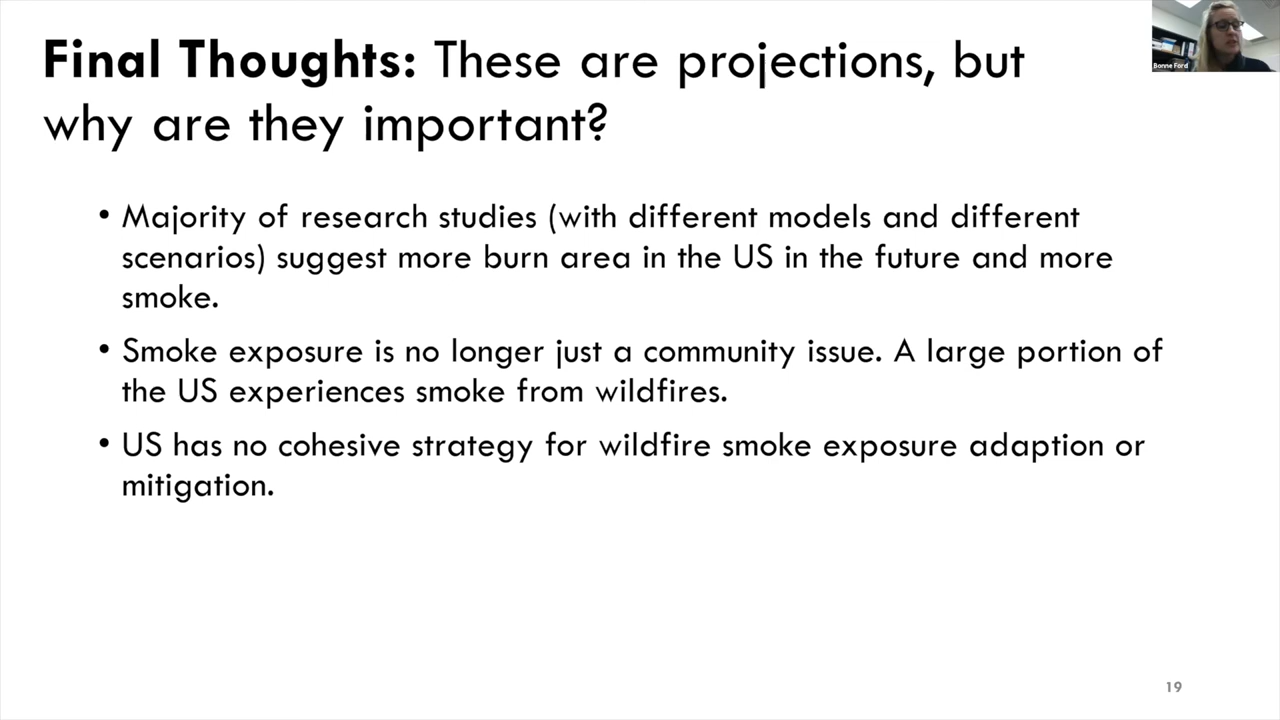 Final Thoughts: These are projections, but
why are they important?
• Majority of research studies (with different models and different
scenarios) suggest more burn area in the US in the future and more
smoke.
• Smoke exposure is no longer just a community issue. A large portion of
the US experiences smoke from wildfires.
• US has no cohesive strategy for wildfire smoke exposure adaption or
mitigation.
Bonne Ford
19